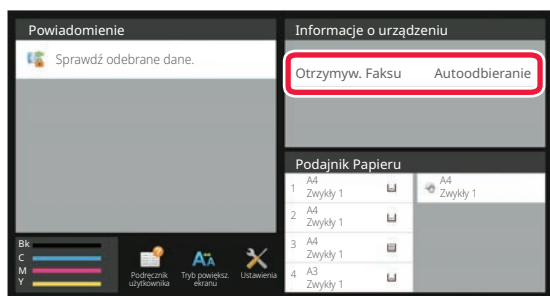 Powiadomienie
Sprawdź odebrane dane.
Informacje o urządzeniu
Otrzymyw. Faksu Autoodbieranie
Podajnik Papieru
1 A4
Zwykły 1
2 A4
Zwykły 1
3 A4
Zwykły 1
4 A3
Zwykły 1
A4
Zwykły 1
Bk
C
M
Y
Podręcznik
użytkownika
Tryb powiększ.
ekranu
Ustawienia